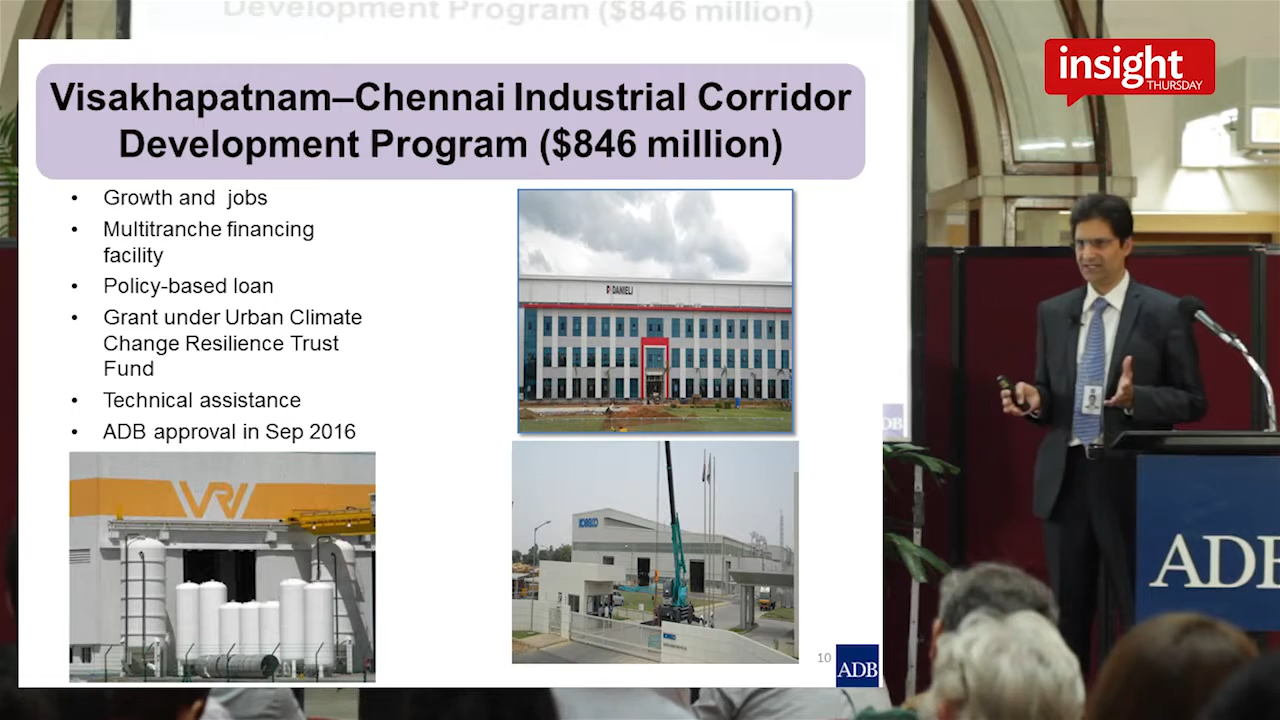 Development Program ($846 million)
insight
THURSDAY
Visakhapatnam–Chennai Industrial Corridor
Development Program ($846 million)
• Growth and jobs
• Multitranche financing
facility
• Policy-based loan
• Grant under Urban Climate
Change Resilience Trust
Fund
• Technical assistance
• ADB approval in Sep 2016
DANIELI
VRV
KOBELCO
10
ADB
DB
ADB